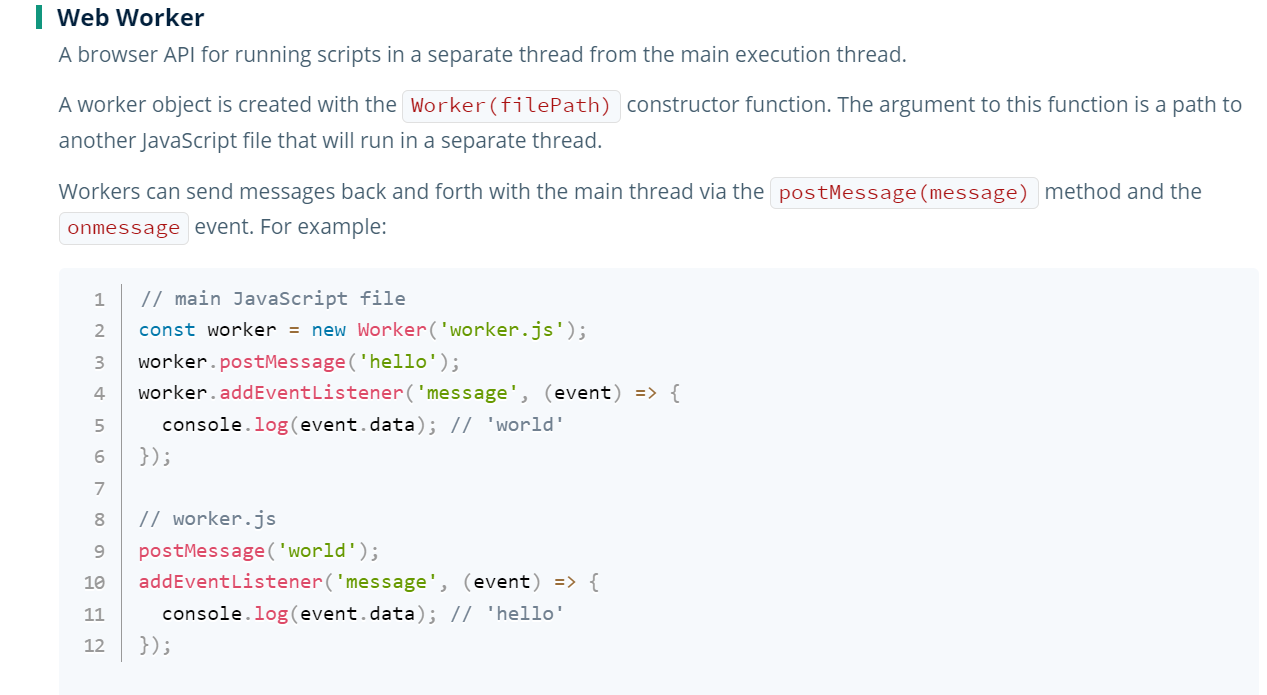 Web Worker
A browser API for running scripts in a separate thread from the main execution thread.
A worker object is created with the Worker(filePath) constructor function. The argument to this function is a path to
another JavaScript file that will run in a separate thread.
Workers can send messages back and forth with the main thread via the postMessage(message) method and the
onmessage event. For example:
1 // main JavaScript file
2 const worker = new Worker('worker.js');
3 worker.postMessage('hello');
4 worker.addEventListener('message', (event) => {
5   console.log(event.data); // 'world'
6 });
7
8 // worker.js
9 postMessage('world');
10 addEventListener('message', (event) => {
11   console.log(event.data); // 'hello'
12 });